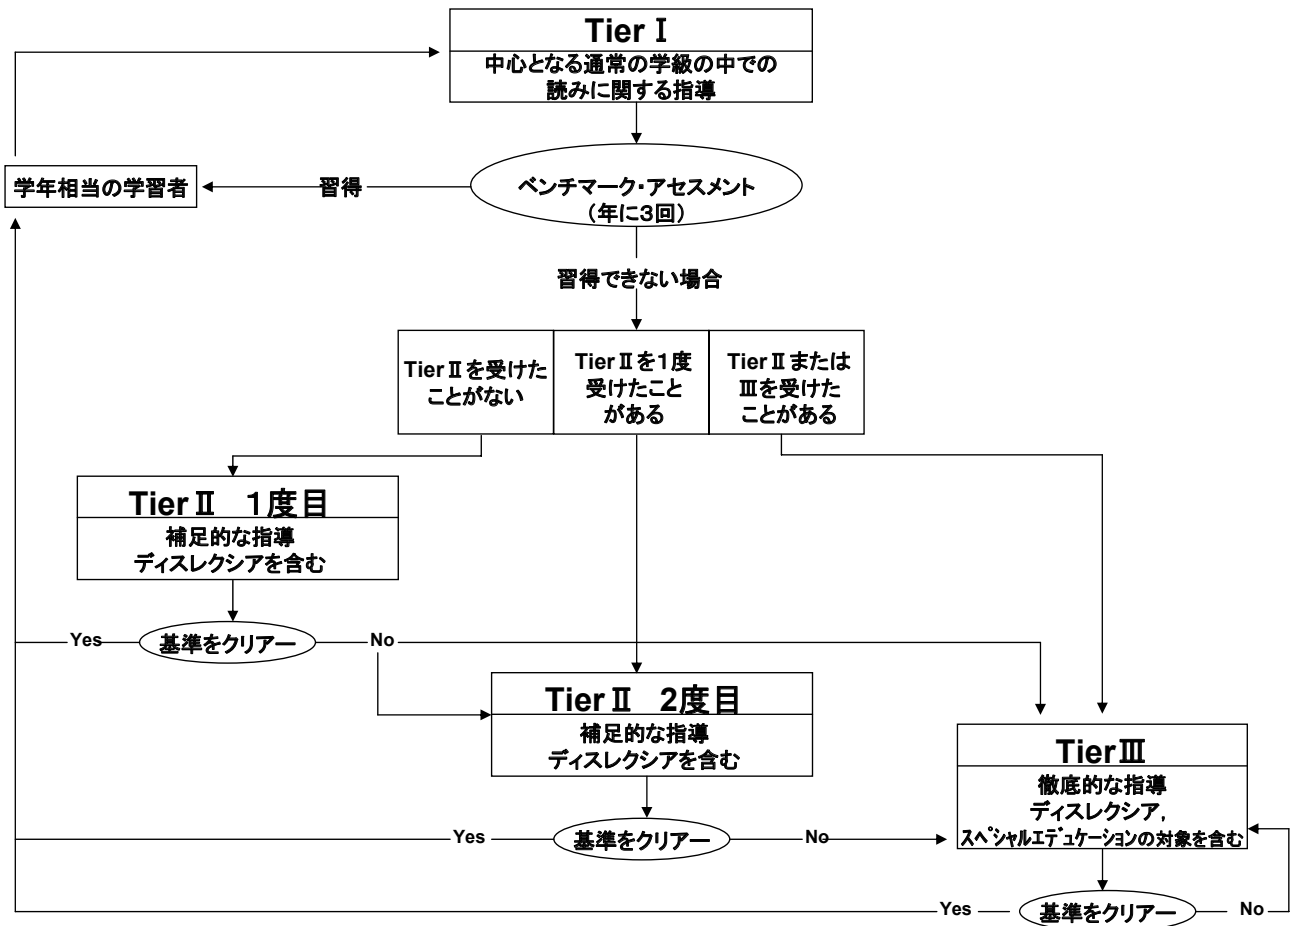 Tier Ⅰ
中心となる通常の学級の中での
読みに関する指導
学年相当の学習者
習得
ベンチマーク・アセスメント
（年に３回）
習得できない場合
TierⅡを受けた
ことがない
TierⅡを１度
受けたこと
がある
TierⅡまたは
Ⅲを受けた
ことがある
TierⅡ　１度目
補足的な指導
ディスレクシアを含む
Yes
基準をクリアー
No
TierⅡ　2度目
補足的な指導
ディスレクシアを含む
TierⅢ
徹底的な指導
ディスレクシア，
ｽﾍﾟｼｬﾙｴﾃﾞｭｹｰｼｮﾝの対象を含む
Yes
基準をクリアー
No
Yes
基準をクリアー
No